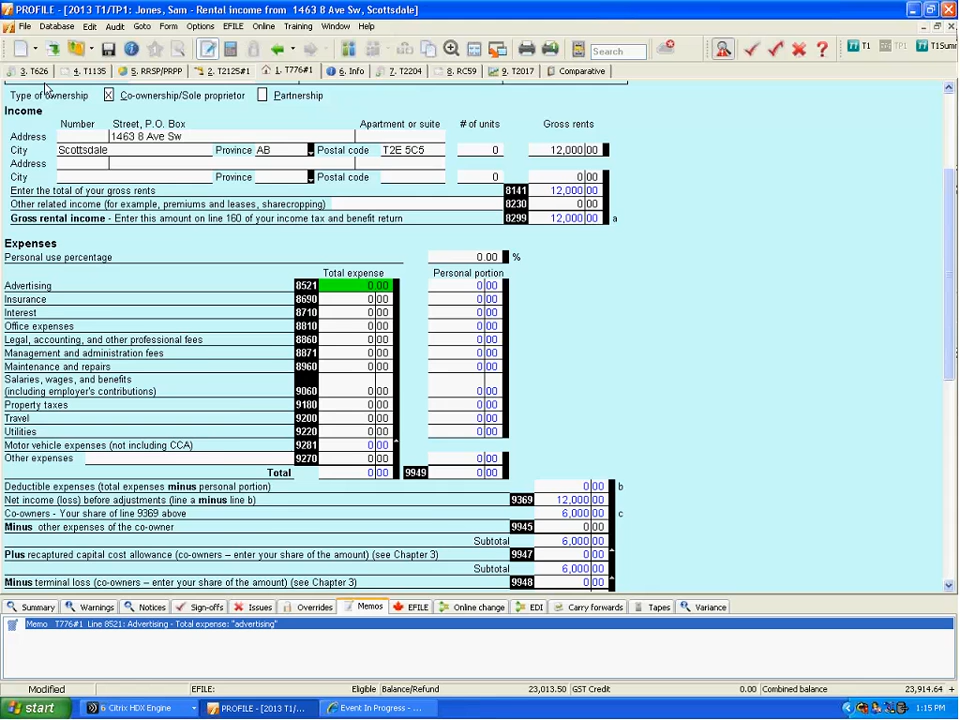 PROFILE - [2013 T1/TP1: Jones, Sam - Rental income from 1463 8 Ave Sw, Scottsdale]
File Database Edit Audit Goto Form Options EFILE Online Training Window Help
Search T1 TP1 T1Summ
3. T626 4. T1135 5. RRSP/PRPP 2. T2125#1 1. T776#1 6. Info 7. T2204 8. RC59 9. T2017 Comparative
Type of ownership X Co-ownership/Sole proprietor Partnership
Income
Number Street, P.O. Box Apartment or suite # of units Gross rents
Address 1463 8 Ave Sw
City Scottsdale Province AB Postal code T2E 5C5 0 12,000 00
Address
City Province Postal code 0 0 00
Enter the total of your gross rents 8141 12,000 00
Other related income (for example, premiums and leases, sharecropping) 8230 0 00
Gross rental income - Enter this amount on line 160 of your income tax and benefit return 8299 12,000 00 a
Expenses
Personal use percentage 0.00 %
Total expense Personal portion
Advertising 8521 0.00 0 00
Insurance 8690 0 00 0 00
Interest 8710 0 00 0 00
Office expenses 8810 0 00 0 00
Legal, accounting, and other professional fees 8860 0 00 0 00
Management and administration fees 8871 0 00 0 00
Maintenance and repairs 8960 0 00 0 00
Salaries, wages, and benefits
(including employer's contributions) 9060 0 00 0 00
Property taxes 9180 0 00 0 00
Travel 9200 0 00 0 00
Utilities 9220 0 00 0 00
Motor vehicle expenses (not including CCA) 9281 0 00
Other expenses 9270 0 00 0 00
Total 0 00 9949 0 00
Deductible expenses (total expenses minus personal portion) 0 00 b
Net income (loss) before adjustments (line a minus line b) 9369 12,000 00
Co-owners - Your share of line 9369 above 6,000 00 c
Minus other expenses of the co-owner 9945 0 00
Subtotal 6,000 00
Plus recaptured capital cost allowance (co-owners – enter your share of the amount) (see Chapter 3) 9947 0 00
Subtotal 6,000 00
Minus terminal loss (co-owners – enter your share of the amount) (see Chapter 3) 9948 0 00
Summary Warnings Notices Sign-offs Issues Overrides Memos EFILE Online change EDI Carry forwards Tapes Variance
Memo T776#1 Line 8521: Advertising - Total expense: "advertising"
Modified EFILE: Eligible Balance/Refund 23,013.50 GST Credit 0.00 Combined balance 23,914.64
start 6 Citrix HDX Engine PROFILE - [2013 T1/... Event In Progress - ... 1:15 PM